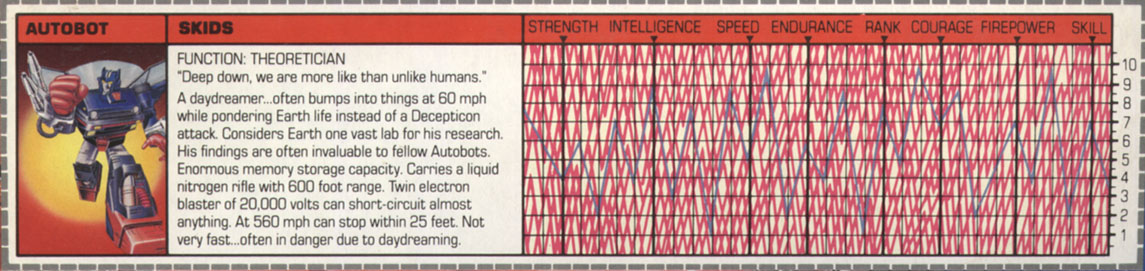 AUTOBOT
SKIDS
STRENGTH INTELLIGENCE SPEED ENDURANCE RANK COURAGE FIREPOWER SKILL
FUNCTION: THEORETICIAN
"Deep down, we are more like than unlike humans."
A daydreamer...often bumps into things at 60 mph
while pondering Earth life instead of a Decepticon
attack. Considers Earth one vast lab for his research.
His findings are often invaluable to fellow Autobots.
Enormous memory storage capacity. Carries a liquid
nitrogen rifle with 600 foot range. Twin electron
blaster of 20,000 volts can short-circuit almost
anything. At 560 mph can stop within 25 feet. Not
very fast...often in danger due to daydreaming.
10
9
8
7
6
5
4
3
2
1